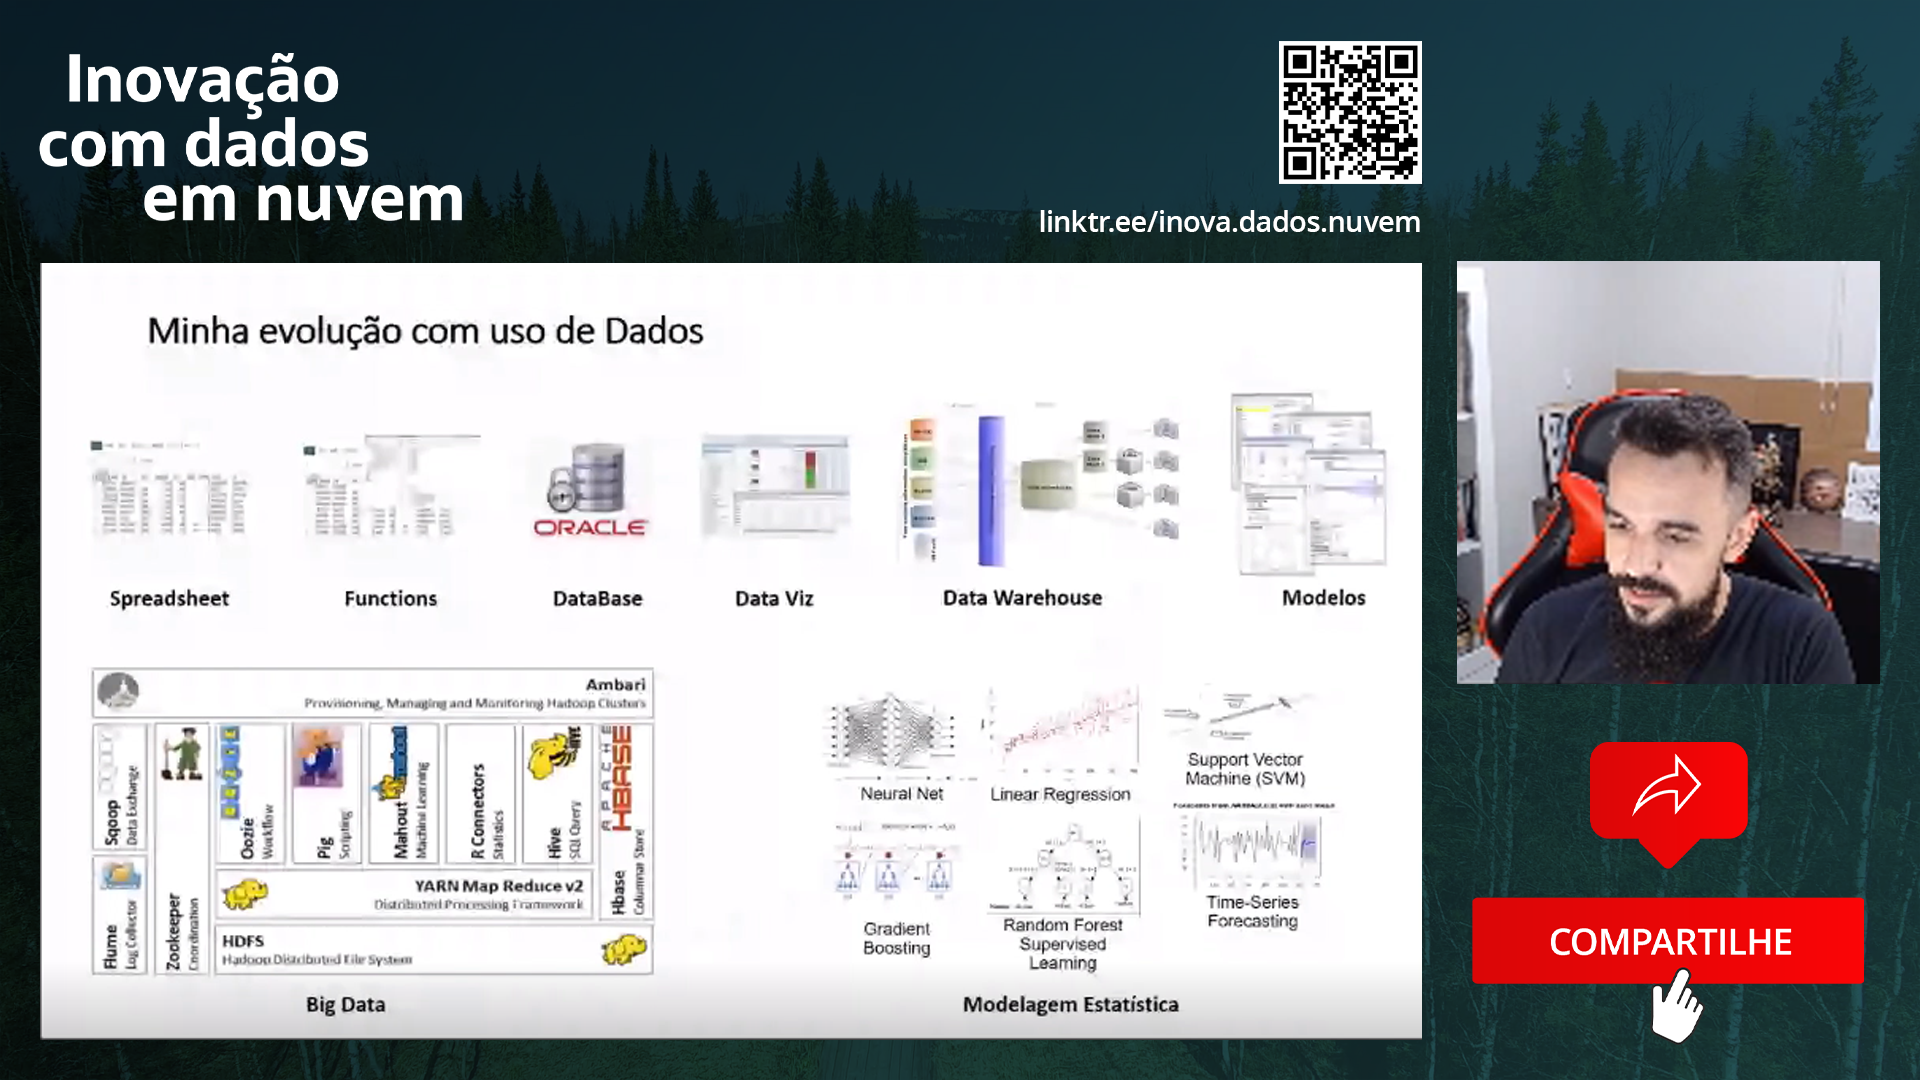 Inovação
com dados
em nuvem
linktr.ee/inova.dados.nuvem
Minha evolução com uso de Dados
ORACLE
Spreadsheet
Functions
DataBase
Data Viz
Data Warehouse
Modelos
Ambari
Provisioning, Managing and Monitoring Hadoop Clusters
Sqoop
Data Exchange
Flume
Log Collector
Zookeeper
Coordination
Oozie
Workflow
Pig
Scripting
Mahout
Machine Learning
R Connectors
Statistics
HIVE
Hive
SQL Query
APACHE
HBASE
Hbase
Columnar Store
YARN Map Reduce v2
Distributed Processing Framework
HDFS
Hadoop Distributed File System
Big Data
Neural Net
Linear Regression
Support Vector
Machine (SVM)
Gradient
Boosting
Random Forest
Supervised
Learning
Time-Series
Forecasting
Modelagem Estatística
COMPARTILHE